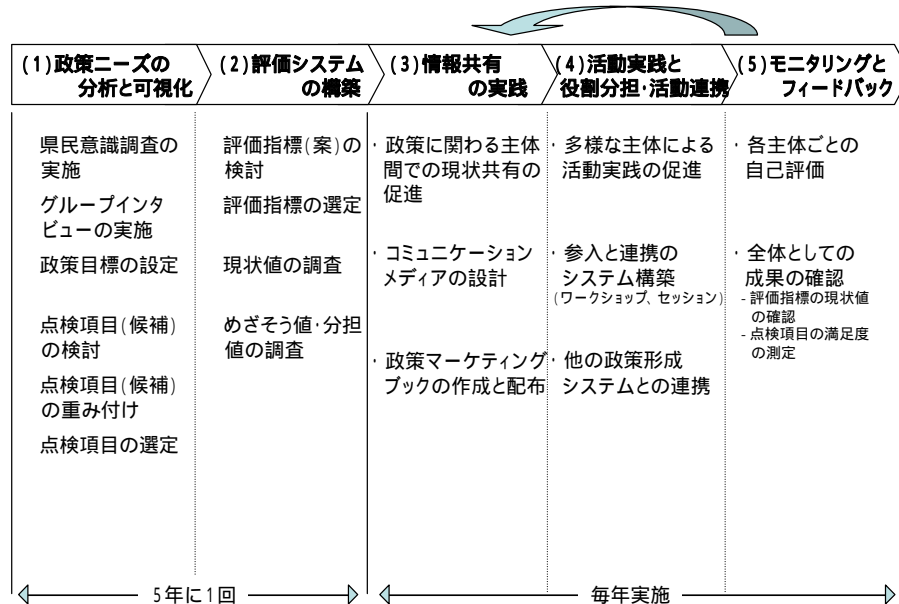 (1)政策ニーズの
分析と可視化
(2)評価システム
の構築
(3)情報共有
の実践
(4)活動実践と
役割分担・活動連携
(5)モニタリングと
フィードバック
県民意識調査の
実施
グループインタ
ビューの実施
政策目標の設定
点検項目(候補)
の検討
点検項目(候補)
の重み付け
点検項目の選定
評価指標(案)の
検討
評価指標の選定
現状値の調査
めざそう値・分担
値の調査
・政策に関わる主体
間での現状共有の
促進
・コミュニケーション
メディアの設計
・政策マーケティング
ブックの作成と配布
・多様な主体による
活動実践の促進
・参入と連携の
システム構築
(ワークショップ、セッション)
・他の政策形成
システムとの連携
・各主体ごとの
自己評価
・全体としての
成果の確認
-評価指標の現状値
の確認
-点検項目の満足度
の測定
5年に1回
毎年実施